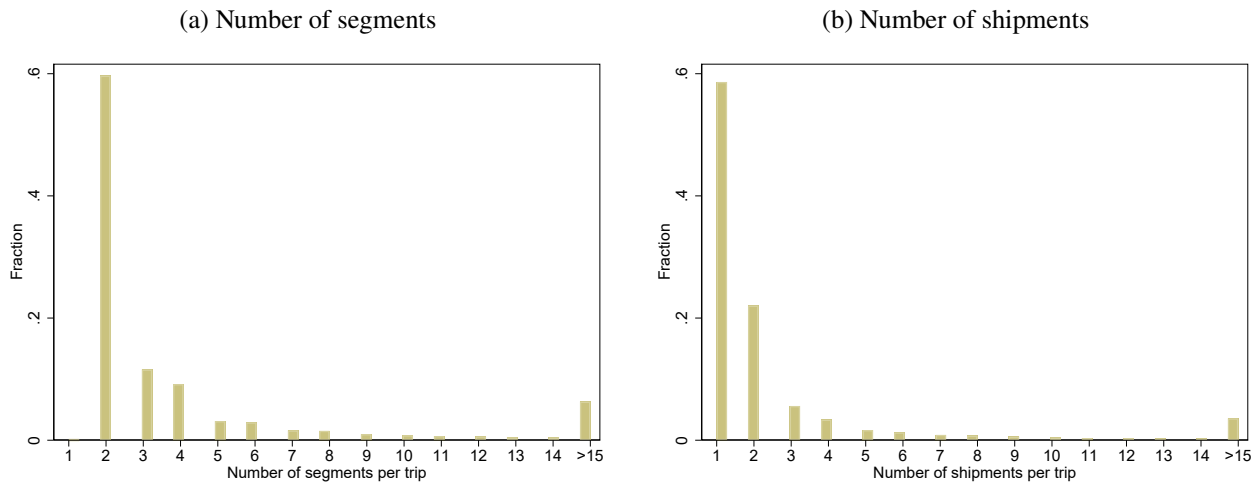 (a) Number of segments
.6
.4
.2
0
Fraction
1 2 3 4 5 6 7 8 9 10 11 12 13 14 >15
Number of segments per trip
(b) Number of shipments
.6
.4
.2
0
Fraction
1 2 3 4 5 6 7 8 9 10 11 12 13 14 >15
Number of shipments per trip